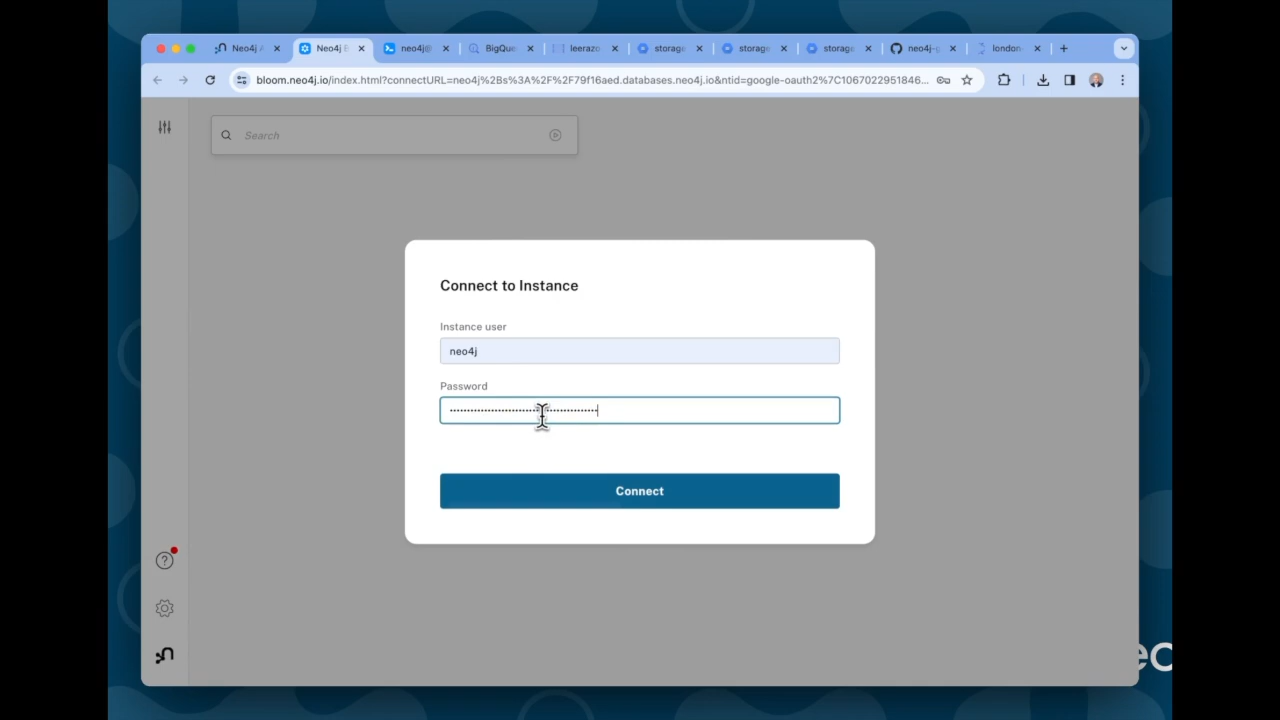 Neo4j A
Neo4j B
neo4j@
BigQue
leerazo
storage
storage
storage
neo4j-g
london
bloom.neo4j.io/index.html?connectURL=neo4j%2Bs%3A%2F%2F79f16aed.databases.neo4j.io&ntid=google-oauth2%7C1067022951846...
Search
Connect to Instance
Instance user
neo4j
Password
Connect
eo